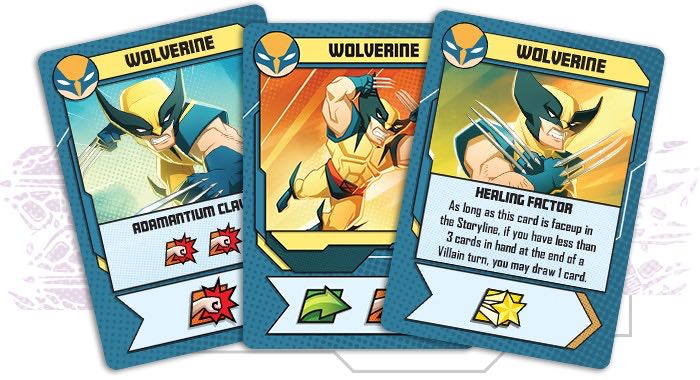 WOLVERINE
ADAMANTIUM
WOLVERINE
WOLVERINE
HEALING FACTOR
As long as this card is faceup in
the Storyline, if you have less than
3 cards in hand at the end of a
Villain turn, you may draw 1 card.